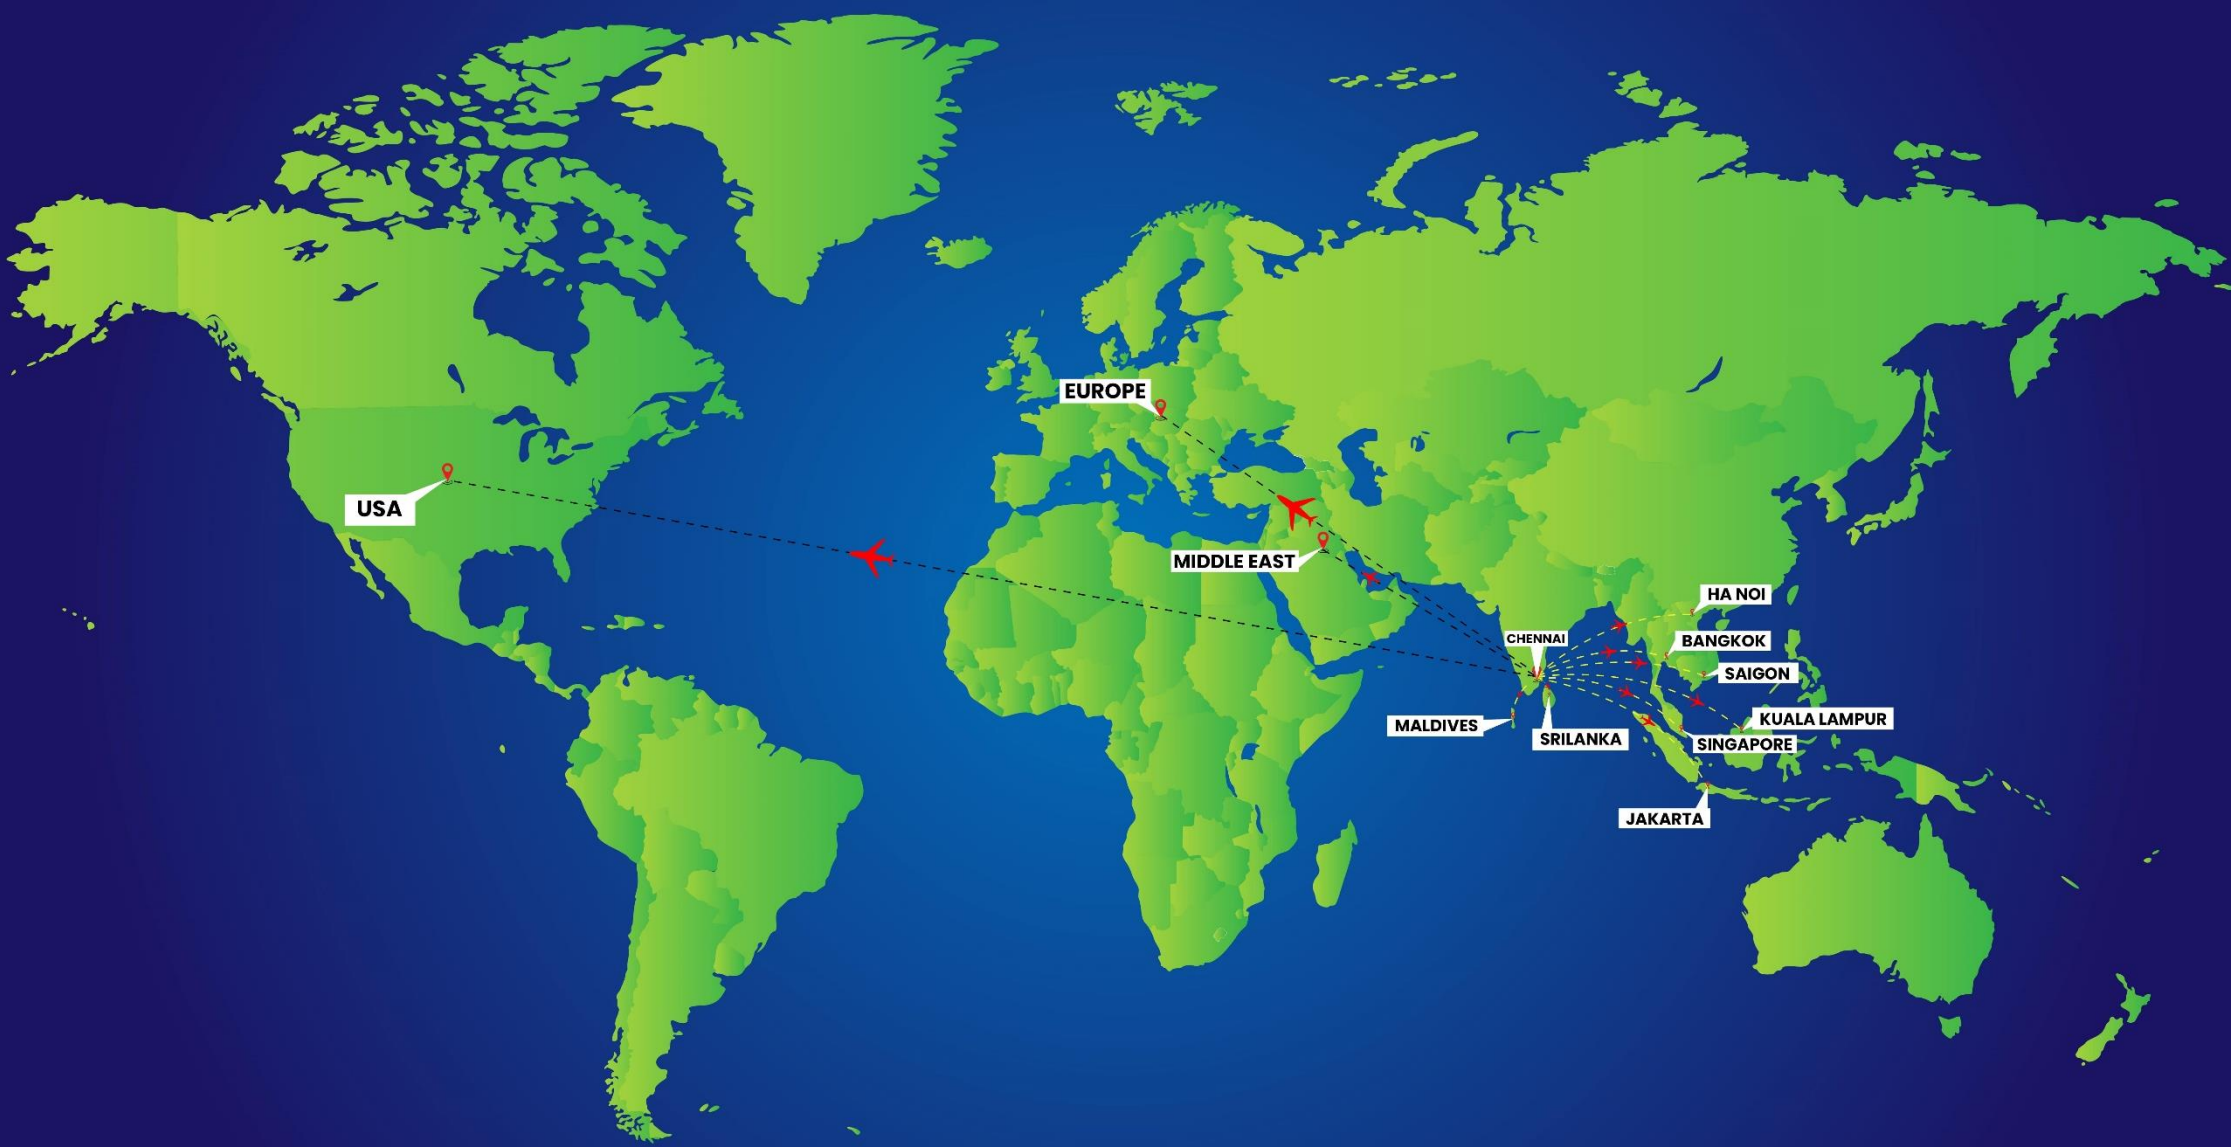 EUROPE
USA
MIDDLE EAST
HA NOI
CHENNAI
BANGKOK
SAIGON
MALDIVES
KUALA LAMPUR
SRILANKA
SINGAPORE
JAKARTA